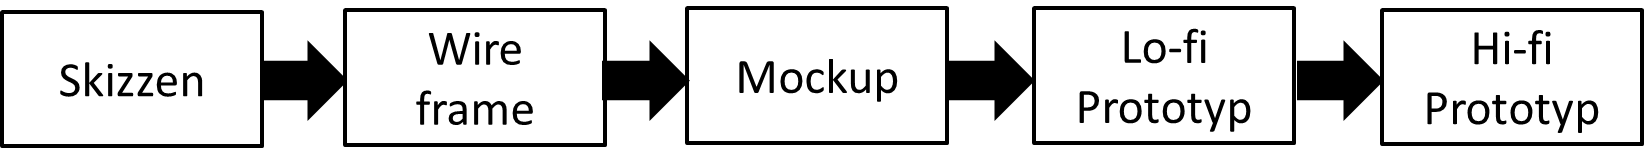 Skizzen
Wire
frame
Mockup
Lo-fi
Prototyp
Hi-fi
Prototyp